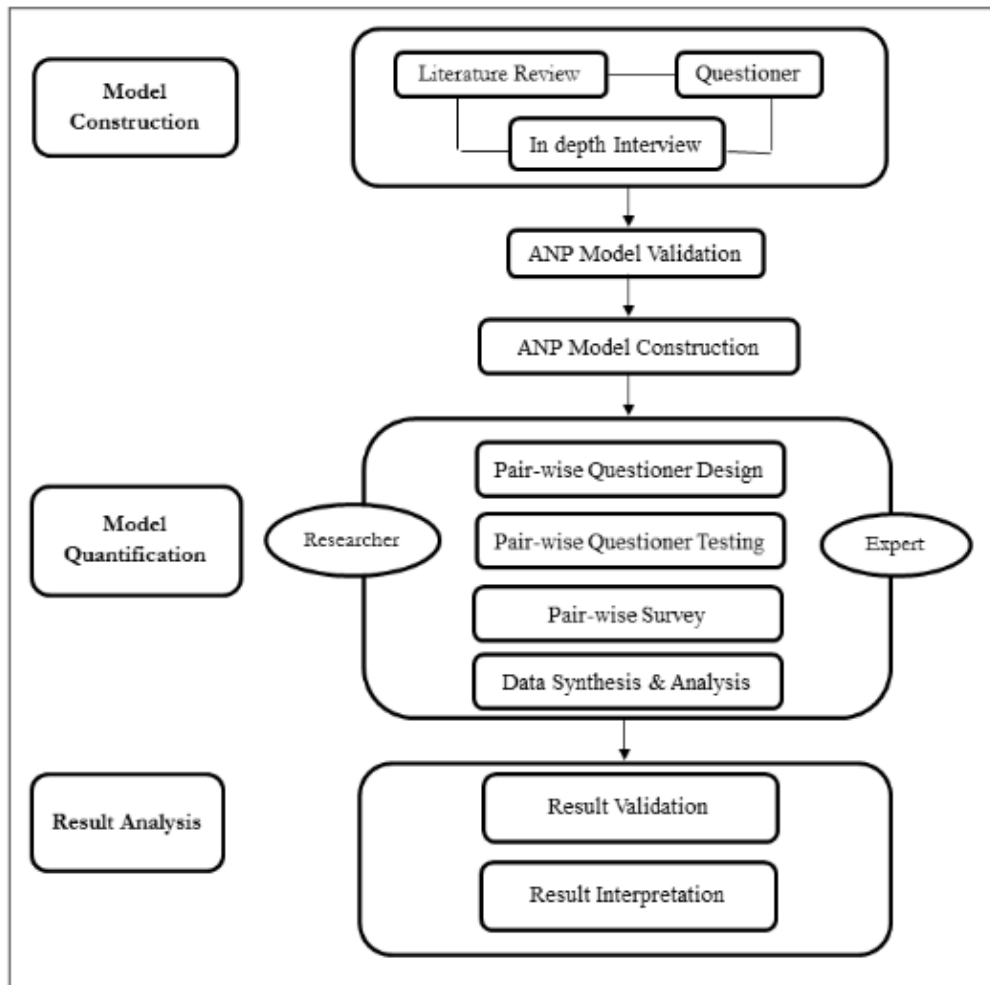 Model
Construction
Literature Review
Questioner
In depth Interview
ANP Model Validation
ANP Model Construction
Model
Quantification
Researcher
Pair-wise Questioner Design
Pair-wise Questioner Testing
Pair-wise Survey
Data Synthesis & Analysis
Expert
Result Analysis
Result Validation
Result Interpretation